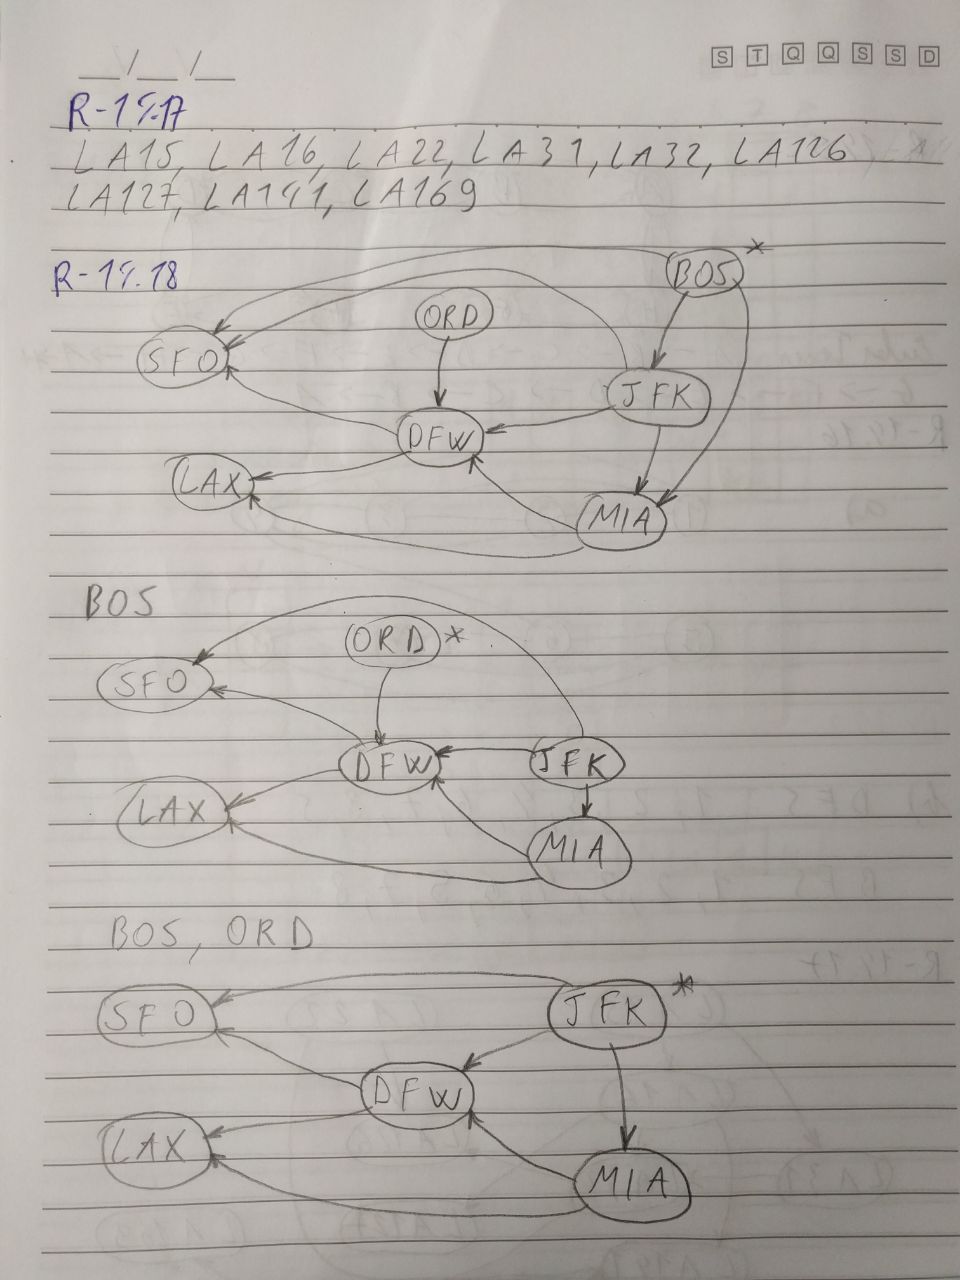 __/__/__ S T Q Q S S D
R-14.17
LA15, LA16, LA22, LA31, LA32, LA126
LA127, LA141, LA169
R-14.18
BOS *
ORD
SFO
JFK
DFW
LAX
MIA
BOS
ORD *
SFO
DFW
JFK
LAX
MIA
BOS, ORD
SFO
JFK *
DFW
LAX
MIA